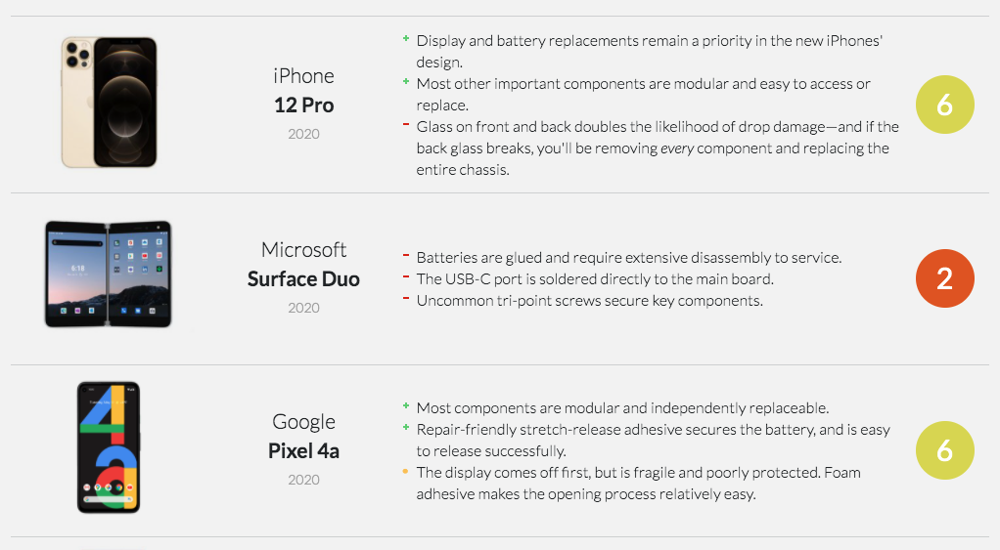 iPhone
12 Pro
2020
+ Display and battery replacements remain a priority in the new iPhones'
design.
+ Most other important components are modular and easy to access or
replace.
- Glass on front and back doubles the likelihood of drop damage—and if the
back glass breaks, you'll be removing every component and replacing the
entire chassis.
6
6:18
Microsoft
Surface Duo
2020
- Batteries are glued and require extensive disassembly to service.
- The USB-C port is soldered directly to the main board.
- Uncommon tri-point screws secure key components.
2
4a
Google
Pixel 4a
2020
+ Most components are modular and independently replaceable.
+ Repair-friendly stretch-release adhesive secures the battery, and is easy
to release successfully.
• The display comes off first, but is fragile and poorly protected. Foam
adhesive makes the opening process relatively easy.
6